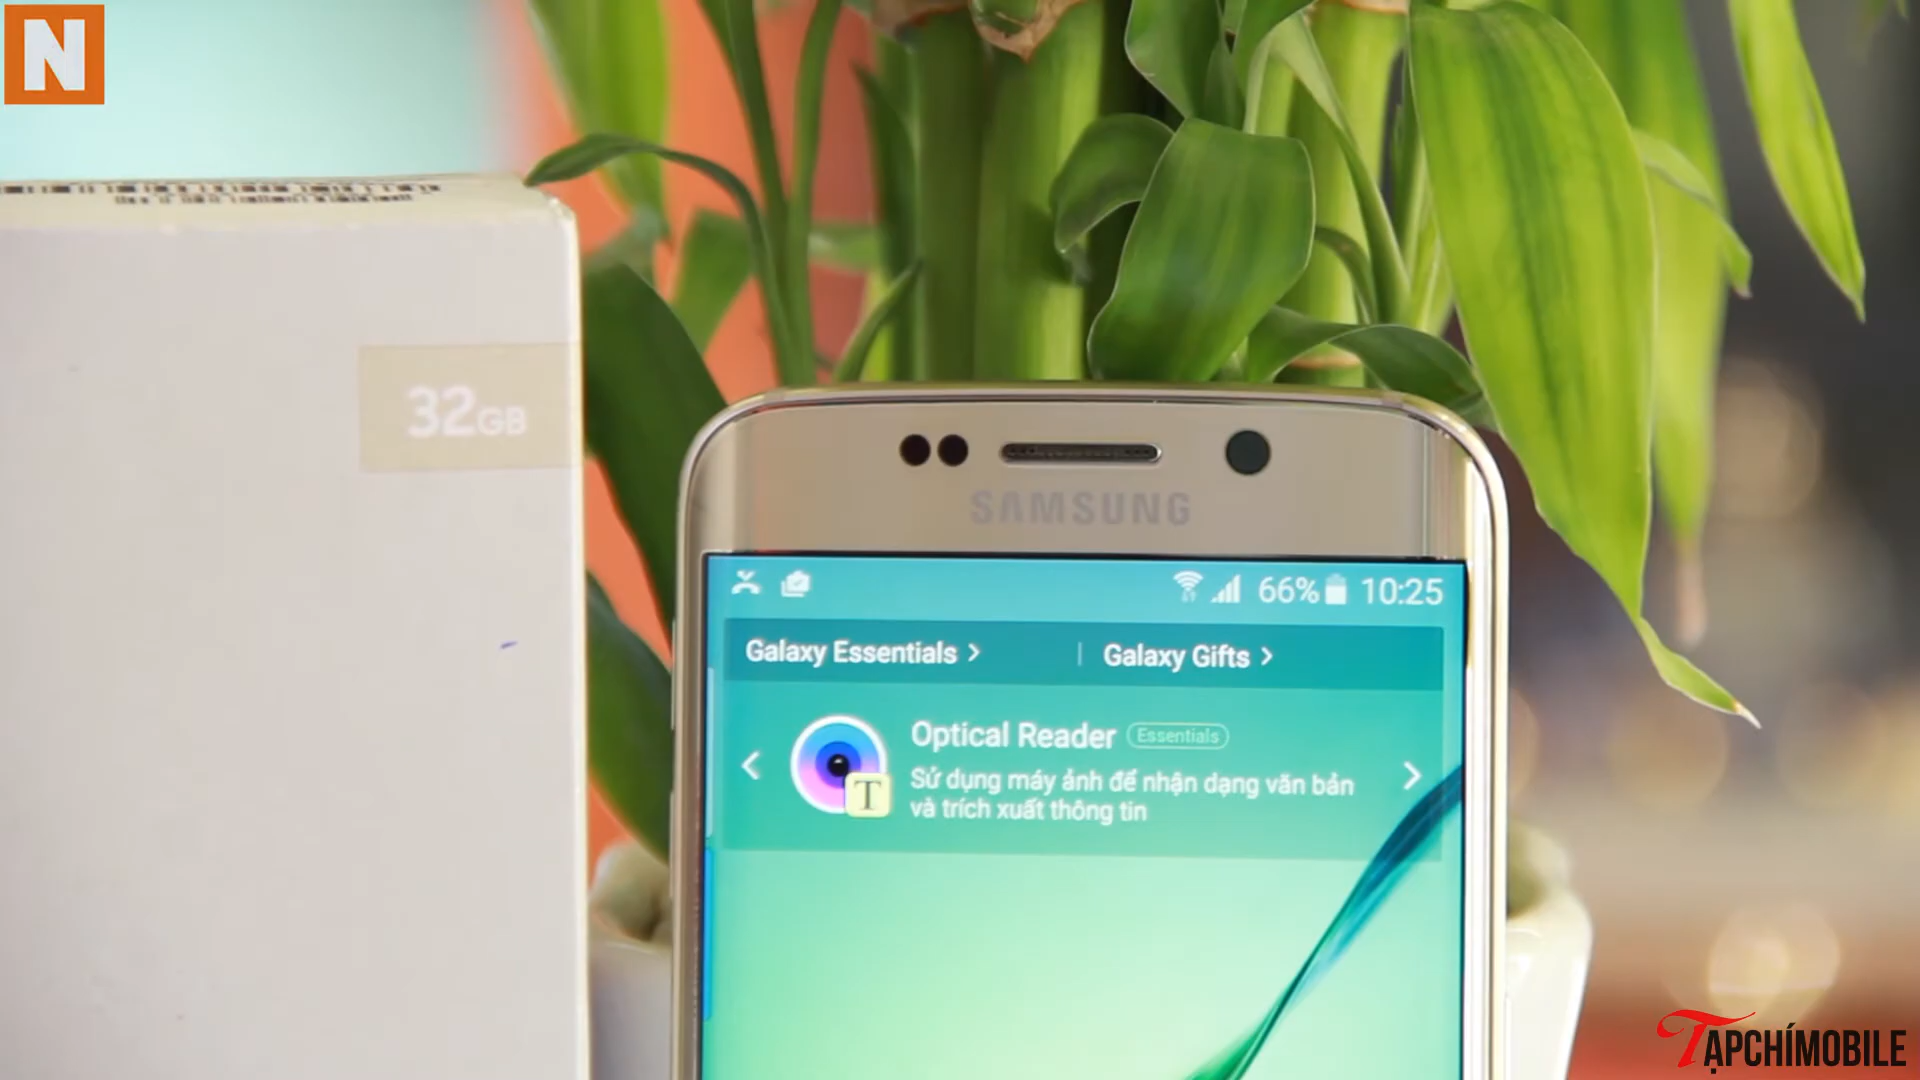 N
32GB
SAMSUNG
66% 10:25
Galaxy Essentials > | Galaxy Gifts >
Optical Reader Essentials
T
Sử dụng máy ảnh để nhận dạng văn bản
và trích xuất thông tin
TẠPCHÍMOBILE